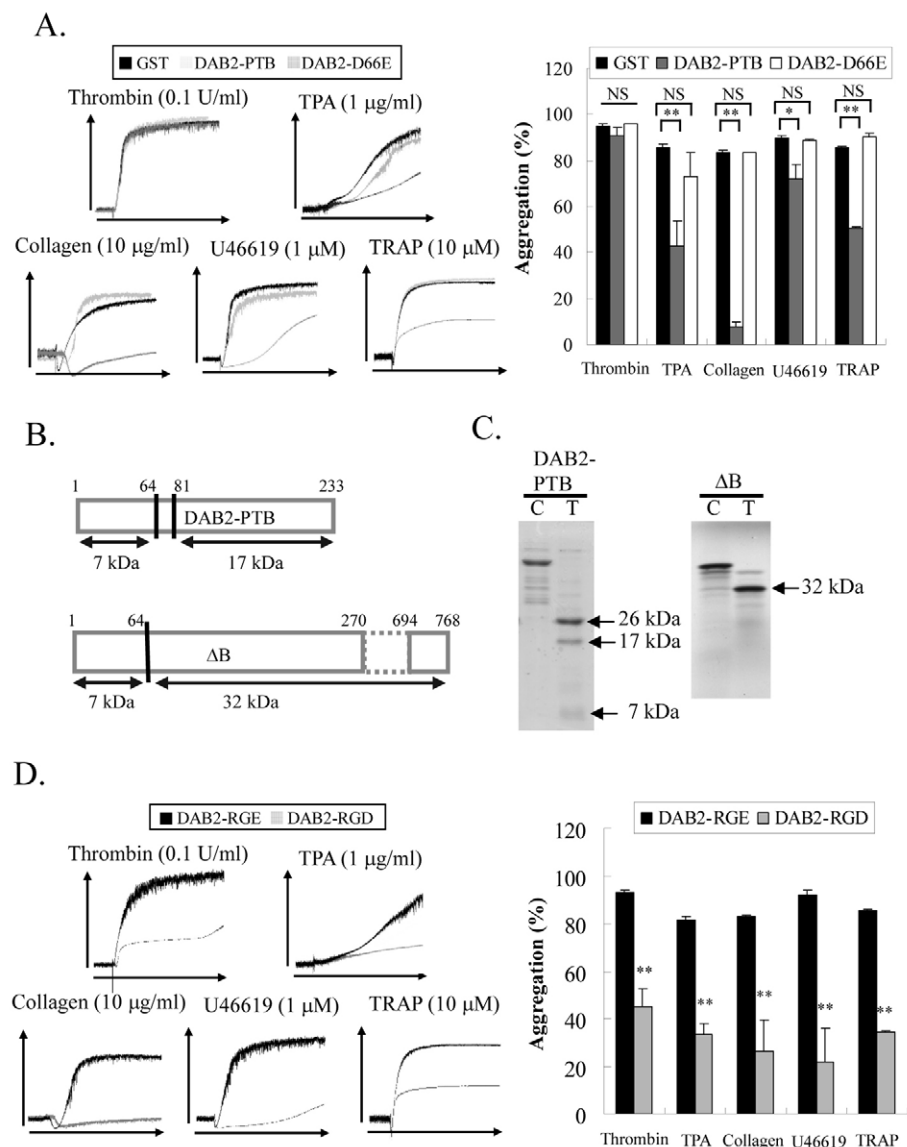 A.
GST DAB2-PTB DAB2-D66E
Thrombin (0.1 U/ml)
TPA (1 μg/ml)
Collagen (10 μg/ml)
U46619 (1 μM)
TRAP (10 μM)
GST DAB2-PTB DAB2-D66E
Aggregation (%)
120
100
80
60
40
20
0
NS
NS
**
NS
**
NS
*
NS
**
Thrombin TPA Collagen U46619 TRAP
B.
1 64 81 233
DAB2-PTB
7 kDa 17 kDa
1 64 270 694 768
ΔB
7 kDa 32 kDa
C.
DAB2-
PTB
C T
26 kDa
17 kDa
7 kDa
ΔB
C T
32 kDa
D.
DAB2-RGE DAB2-RGD
Thrombin (0.1 U/ml)
TPA (1 μg/ml)
Collagen (10 μg/ml)
U46619 (1 μM)
TRAP (10 μM)
DAB2-RGE DAB2-RGD
Aggregation (%)
120
100
80
60
40
20
0
**
**
**
**
**
Thrombin TPA Collagen U46619 TRAP